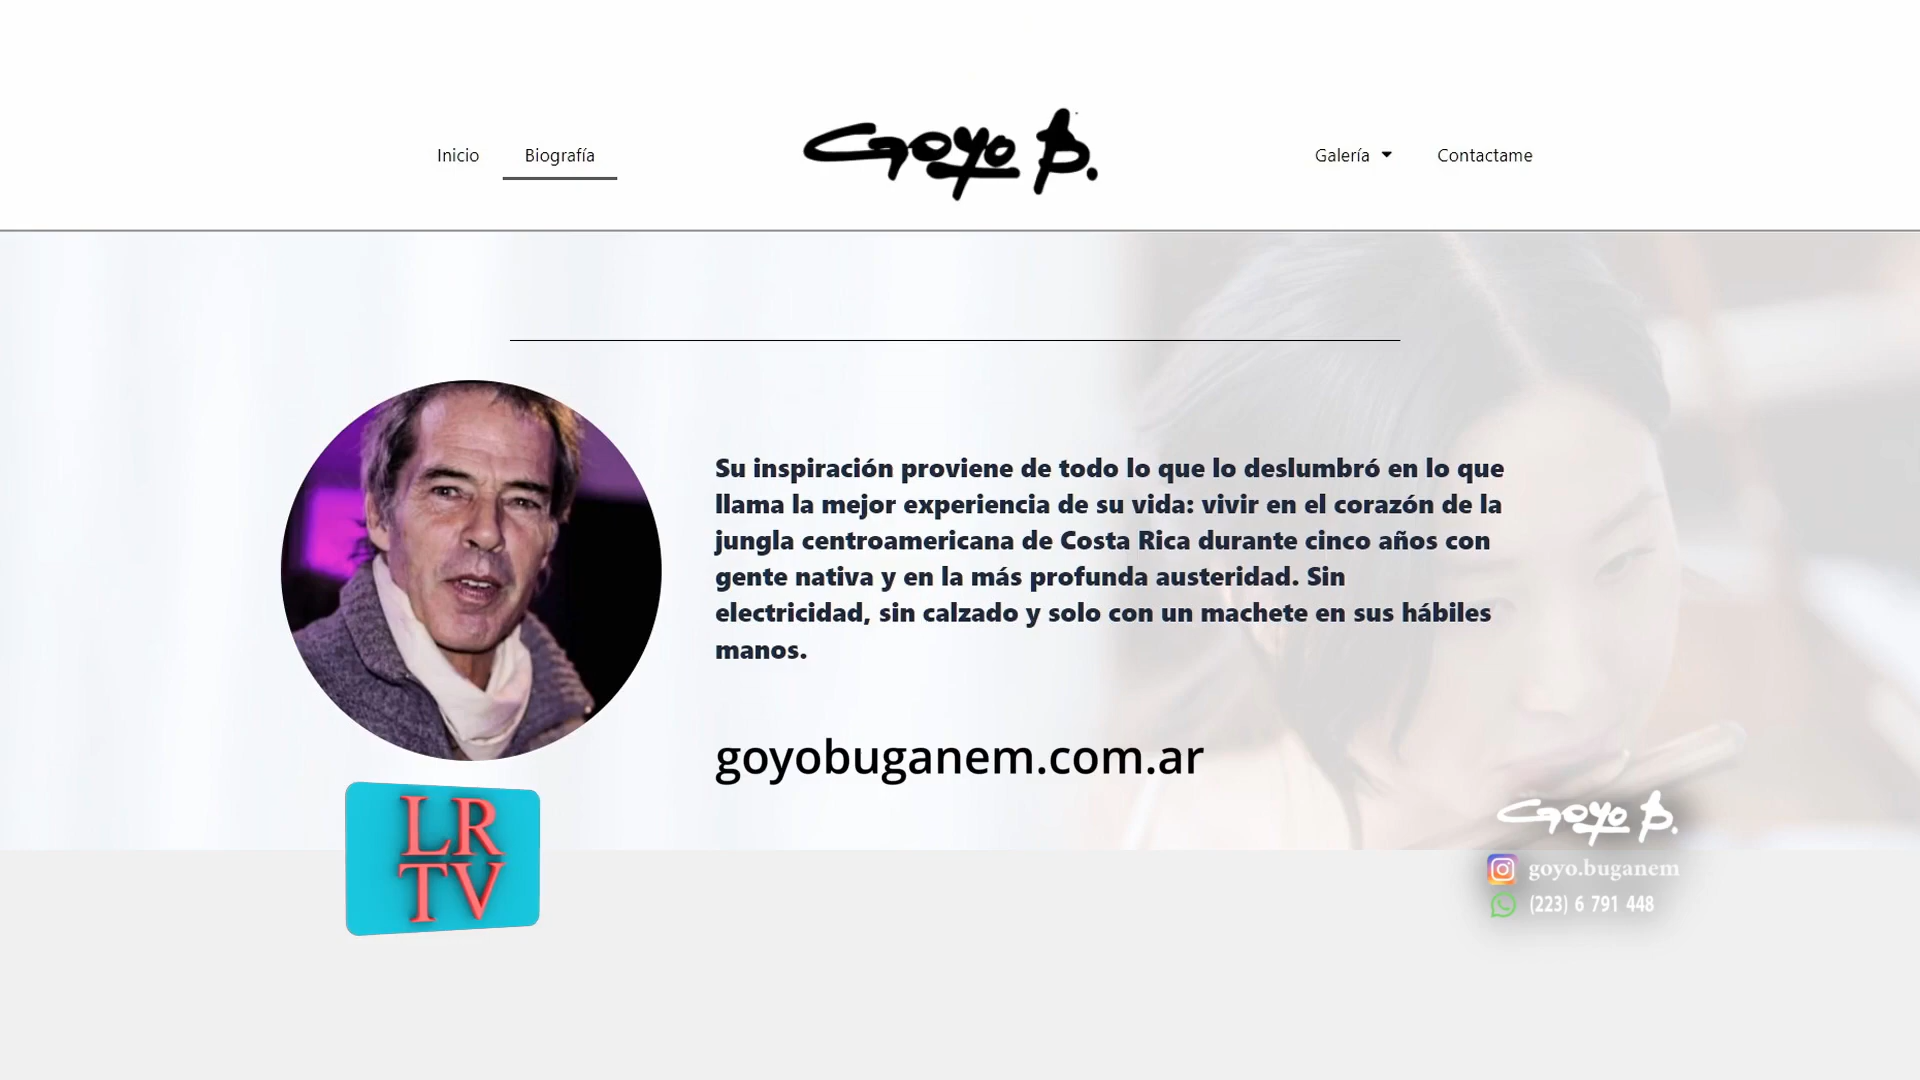 Inicio
Biografía
Goyo B.
Galería
Contactame
Su inspiración proviene de todo lo que lo deslumbró en lo que
llama la mejor experiencia de su vida: vivir en el corazón de la
jungla centroamericana de Costa Rica durante cinco años con
gente nativa y en la más profunda austeridad. Sin
electricidad, sin calzado y solo con un machete en sus hábiles
manos.
goyobuganem.com.ar
LR
TV
Goyo B.
goyo.buganem
(223) 6 791 448